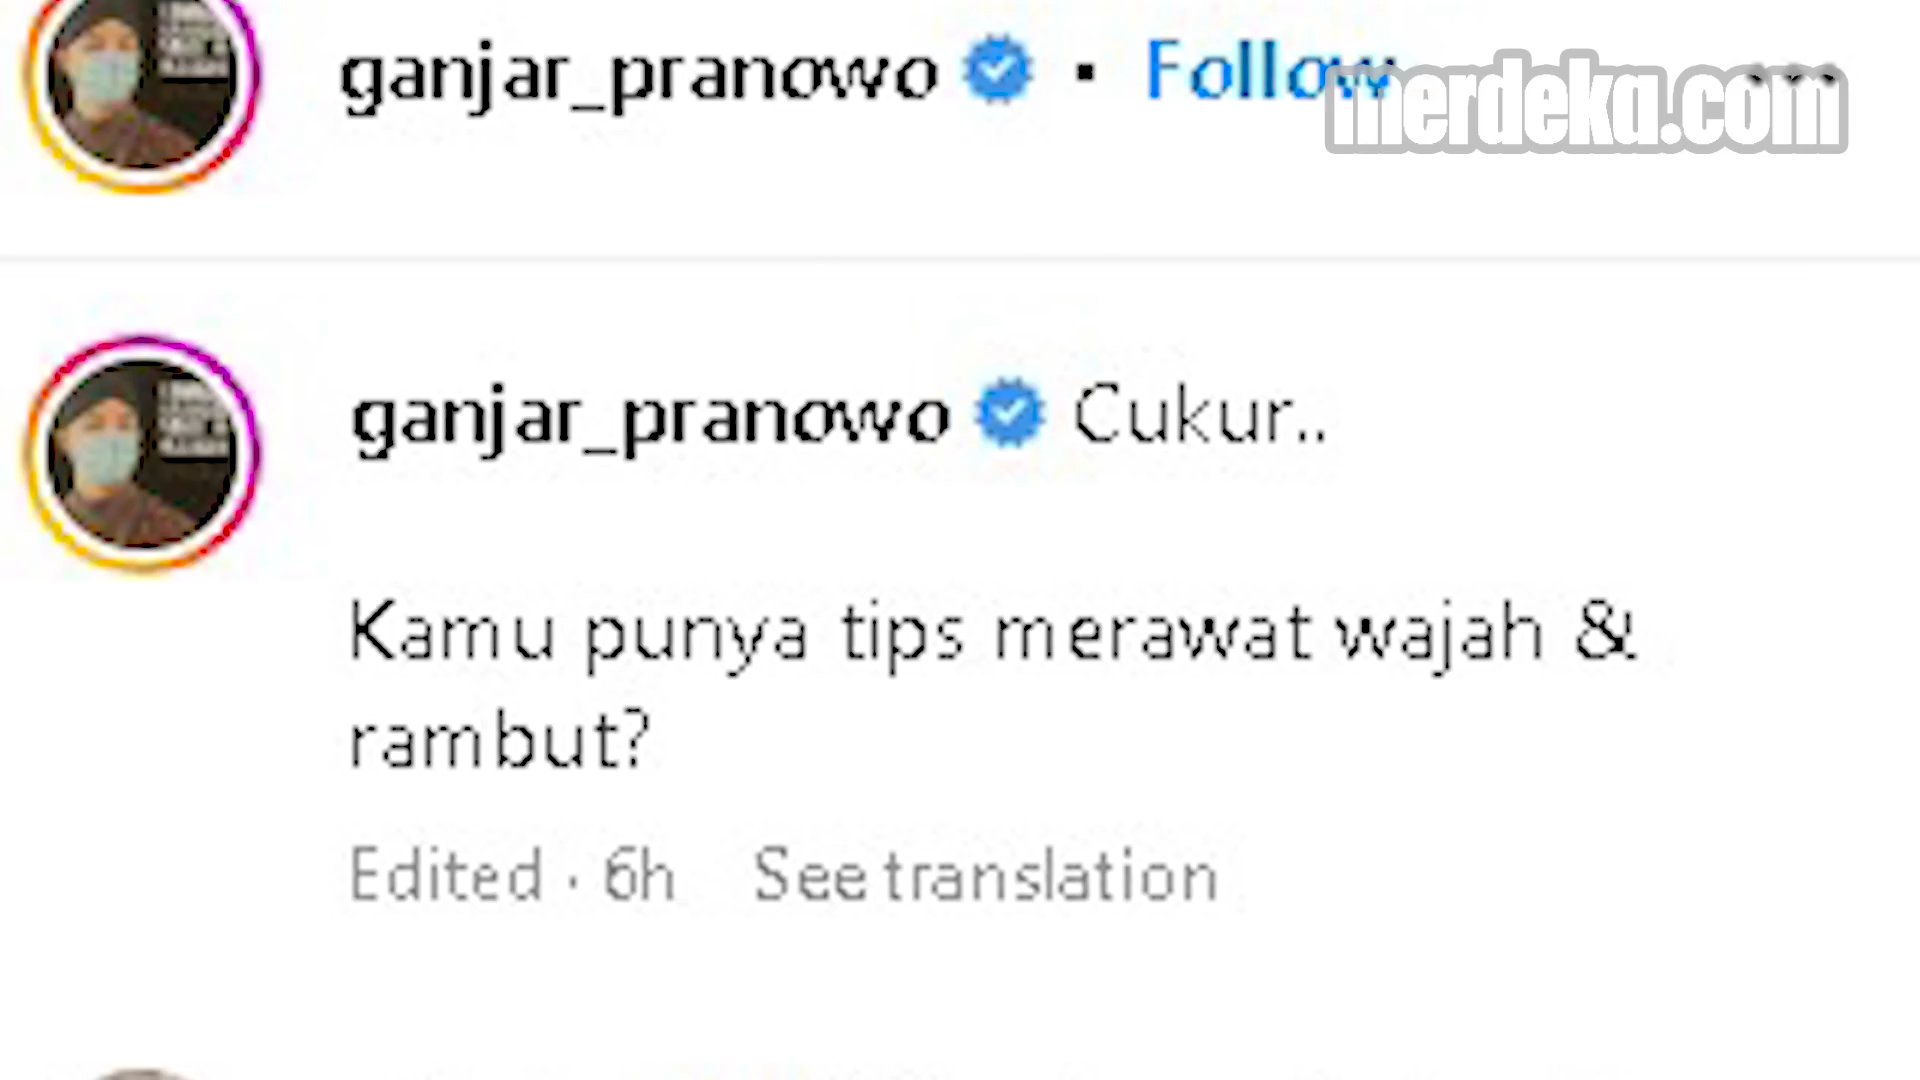 ganjar_pranowo • Follow ...
merdeka.com
ganjar_pranowo Cukur..
Kamu punya tips merawat wajah &
rambut?
Edited · 6h See translation